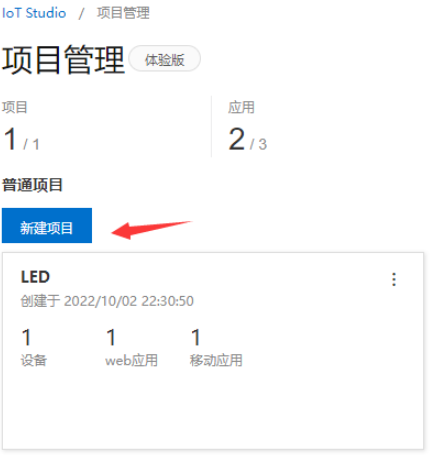 IoT Studio / 项目管理
项目管理 体验版
项目 应用
1 / 1 2 / 3
普通项目
新建项目
LED
创建于 2022/10/02 22:30:50
1 1 1
设备 web应用 移动应用